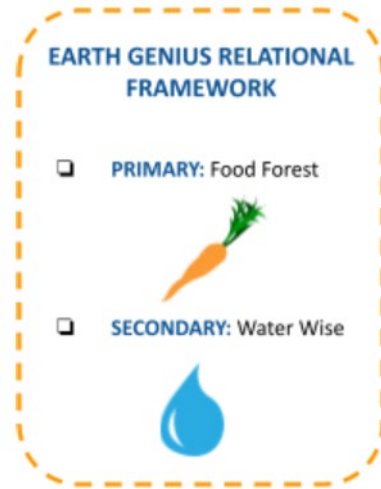 EARTH GENIUS RELATIONAL
FRAMEWORK
❑ PRIMARY: Food Forest
❑ SECONDARY: Water Wise